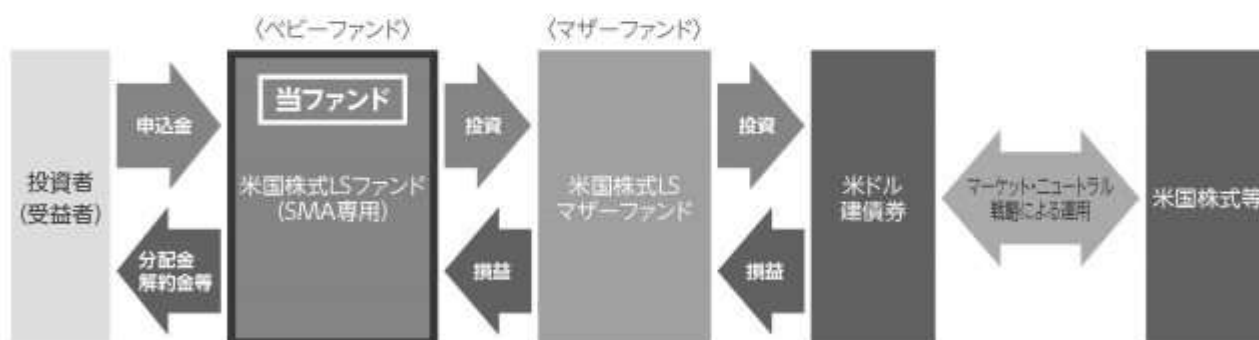 〈ベビーファンド〉
〈マザーファンド〉
投資者
(受益者)
申込金
分配金
解約金等
当ファンド
米国株式LSファンド
(SMA専用)
投資
損益
米国株式LS
マザーファンド
投資
損益
米ドル
建債券
マーケット・ニュートラル
戦略による運用
米国株式等